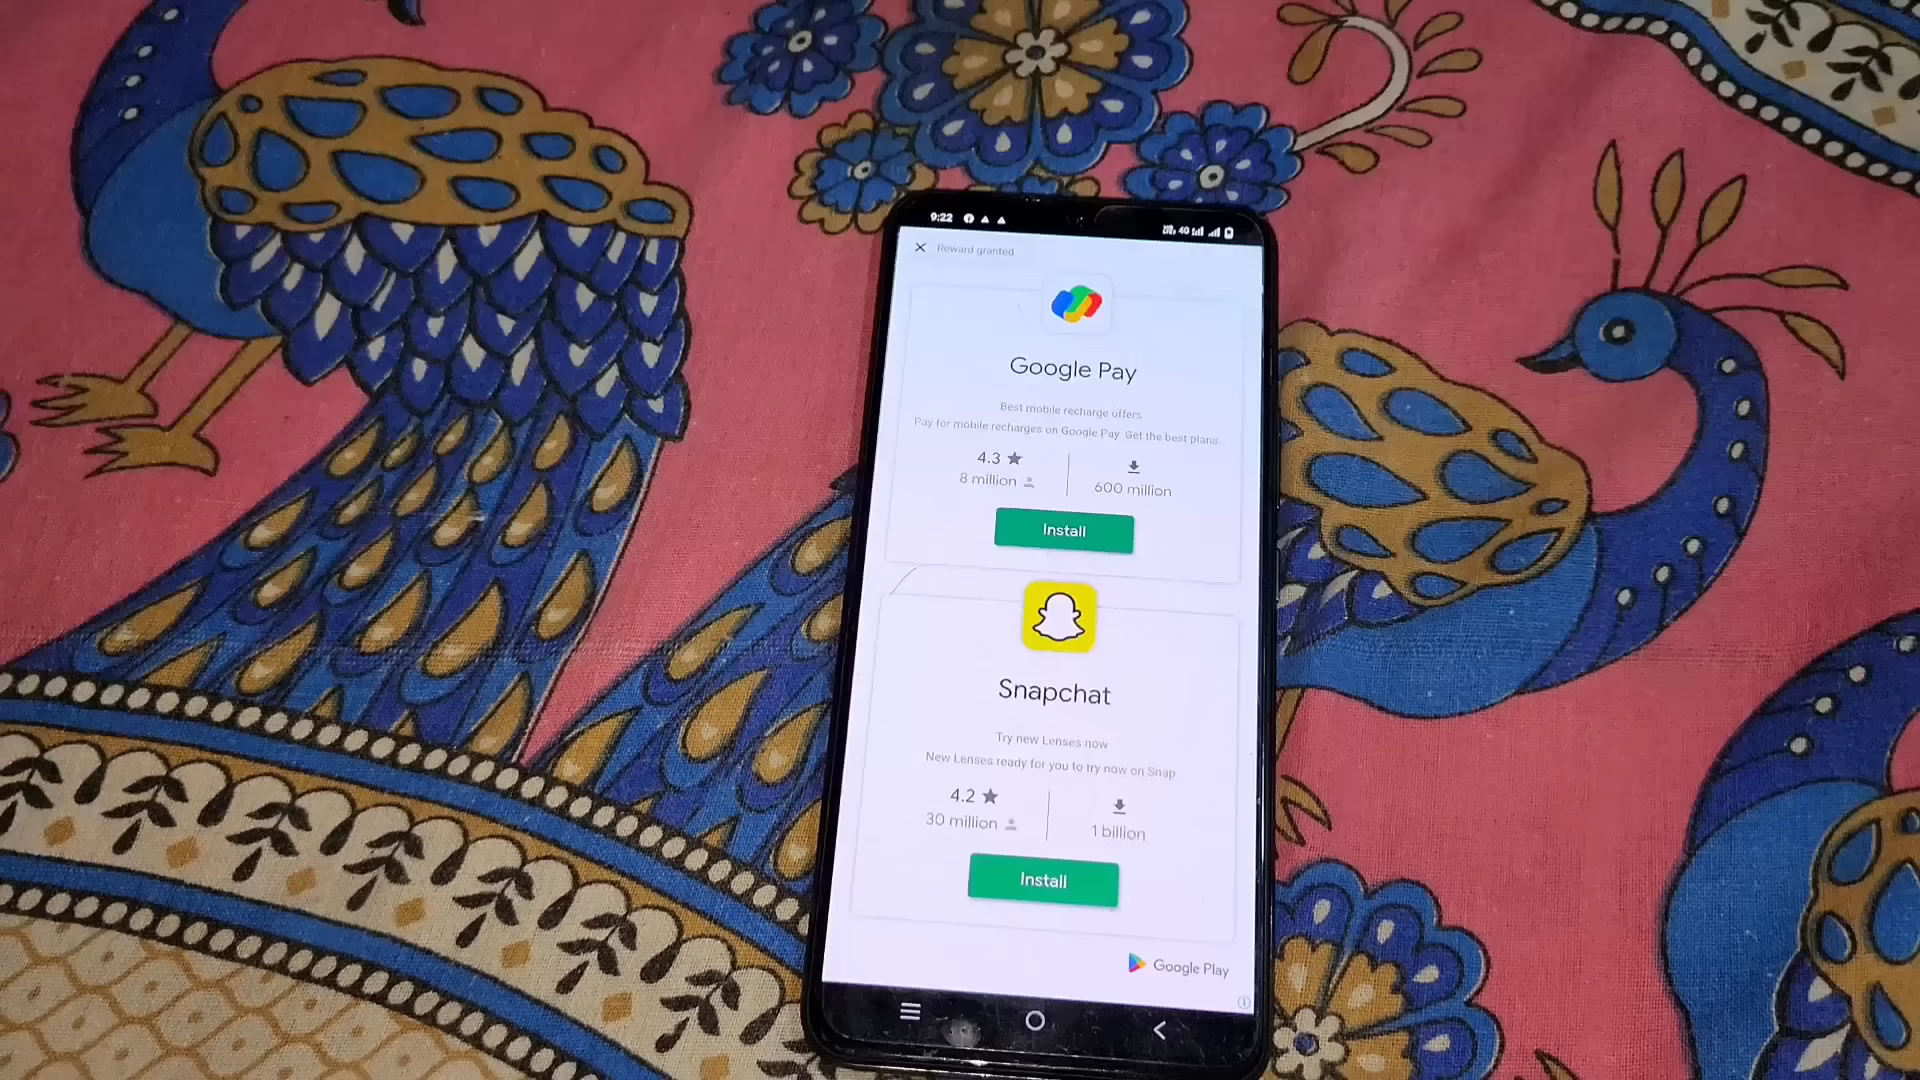 9:22
4G
Reward granted
Google Pay
Best mobile recharge offers
Pay for mobile recharges on Google Pay Get the best plans.
4.3
8 million
600 million
Install
Snapchat
Try new Lenses now
New Lenses ready for you to try now on Snap
4.2
30 million
1 billion
Install
Google Play